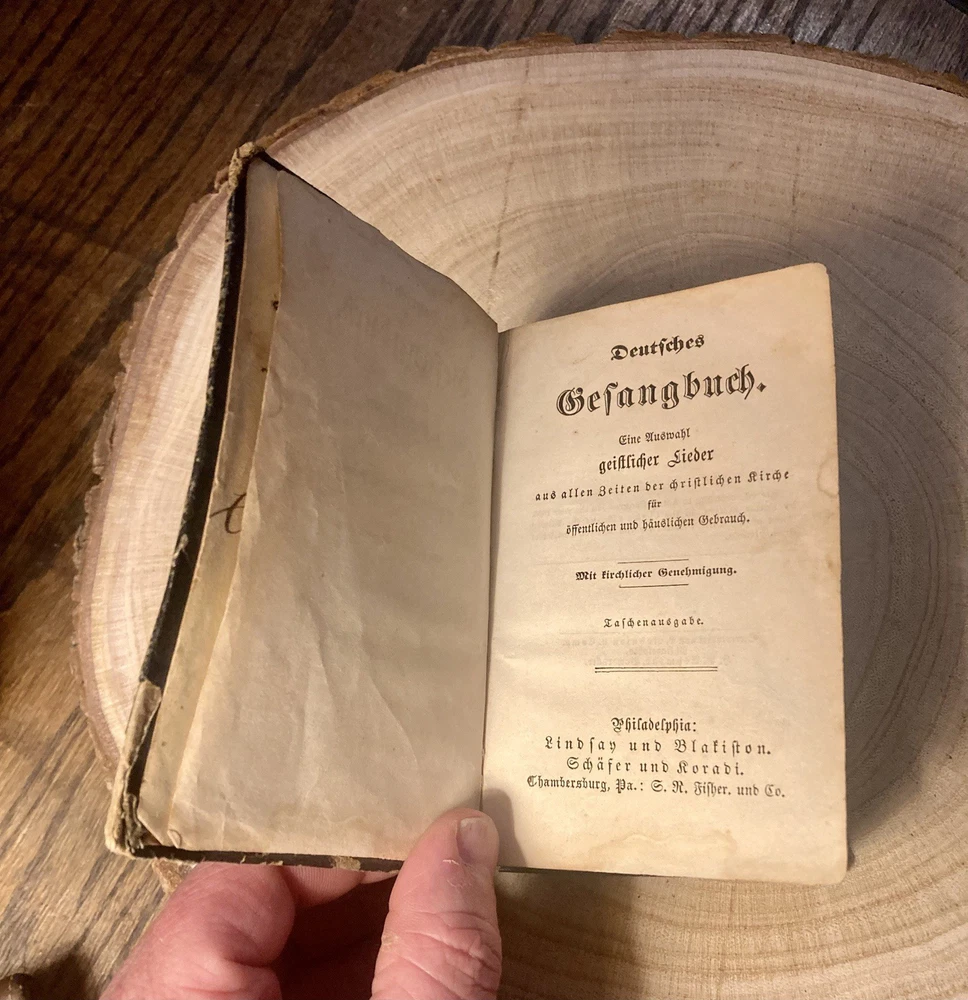 Deutſches
Geſangbuch.
Eine Auswahl
geiſtlicher Lieder
aus allen Zeiten der chriſtlichen Kirche
für
öffentlichen und häuslichen Gebrauch.
Mit kirchlicher Genehmigung.
Taſchenausgabe.
Philadelphia:
Lindſay und Blakiſton.
Schäfer und Koradi.
Chambersburg, Pa.: S. R. Fiſher. und Co.